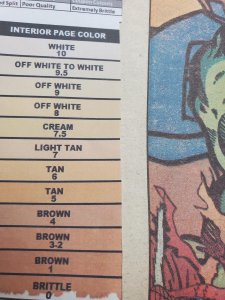 d Split
Poor Quality
Extremely Brittle
INTERIOR PAGE COLOR
WHITE
10
OFF WHITE TO WHITE
9.5
OFF WHITE
9
OFF WHITE
8
CREAM
7.5
LIGHT TAN
7
TAN
6
TAN
5
BROWN
4
BROWN
3-2
BROWN
1
BRITTLE
0